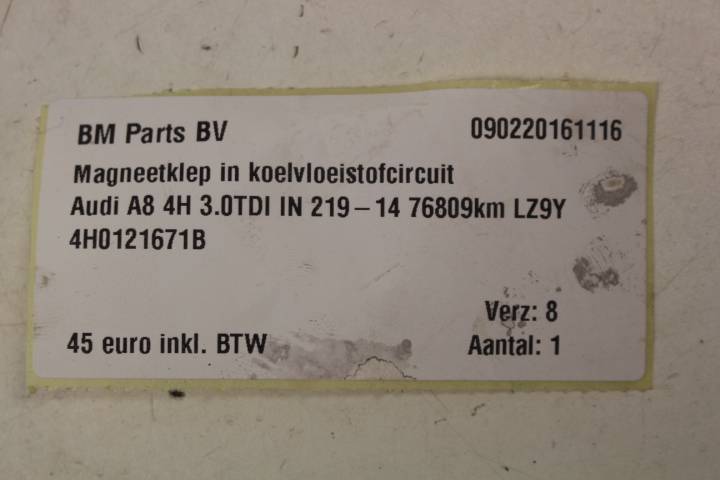 BM Parts BV 090220161116
Magneetklep in koelvloeistofcircuit
Audi A8 4H 3.0TDI IN 219-14 76809km LZ9Y
4H0121671B
Verz: 8
45 euro inkl. BTW Aantal: 1